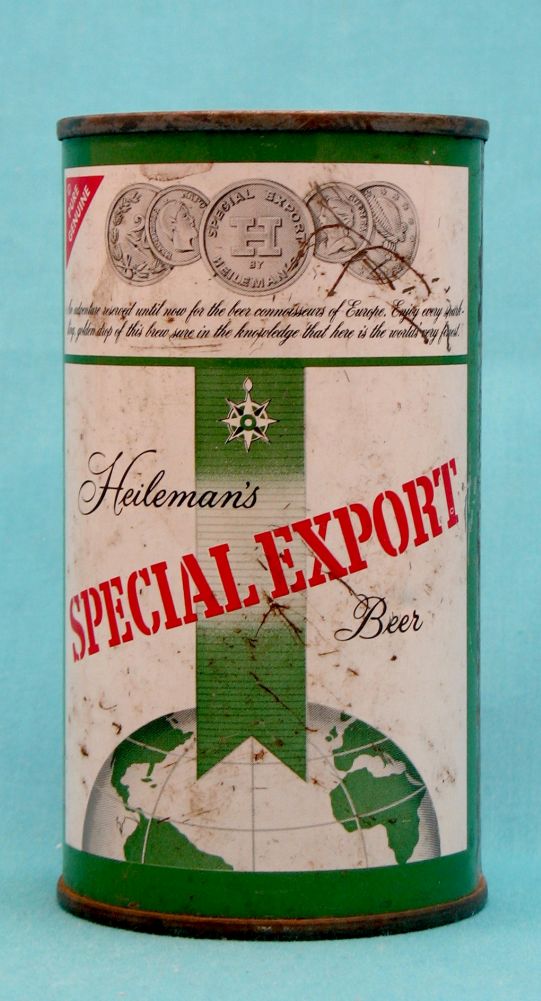 PURE
GENUINE
SPECIAL EXPORT
H
BY
HEILEMAN'S
adventure reserved until now for the beer connoisseurs of Europe. Enjoy every spark-
ling, golden drop of this brew sure in the knowledge that here is the world's very finest.
Heileman's
SPECIAL EXPORT
Beer